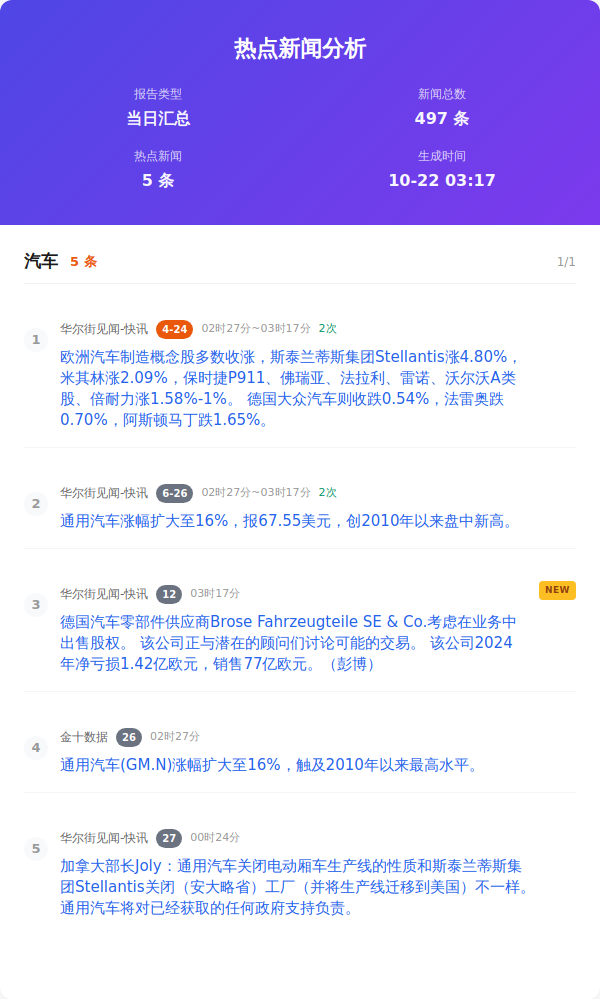 热点新闻分析
报告类型
新闻总数
当日汇总
497 条
热点新闻
生成时间
5 条
10-22 03:17
汽车 5 条 1/1
1
华尔街见闻-快讯 4-24 02时27分~03时17分 2次
欧洲汽车制造概念股多数收涨，斯泰兰蒂斯集团Stellantis涨4.80%，
米其林涨2.09%，保时捷P911、佛瑞亚、法拉利、雷诺、沃尔沃A类
股、倍耐力涨1.58%-1%。 德国大众汽车则收跌0.54%，法雷奥跌
0.70%，阿斯顿马丁跌1.65%。
2
华尔街见闻-快讯 6-26 02时27分~03时17分 2次
通用汽车涨幅扩大至16%，报67.55美元，创2010年以来盘中新高。
3
华尔街见闻-快讯 12 03时17分 NEW
德国汽车零部件供应商Brose Fahrzeugteile SE & Co.考虑在业务中
出售股权。 该公司正与潜在的顾问们讨论可能的交易。 该公司2024
年净亏损1.42亿欧元，销售77亿欧元。（彭博）
4
金十数据 26 02时27分
通用汽车(GM.N)涨幅扩大至16%，触及2010年以来最高水平。
5
华尔街见闻-快讯 27 00时24分
加拿大部长Joly：通用汽车关闭电动厢车生产线的性质和斯泰兰蒂斯集
团Stellantis关闭（安大略省）工厂（并将生产线迁移到美国）不一样。
通用汽车将对已经获取的任何政府支持负责。